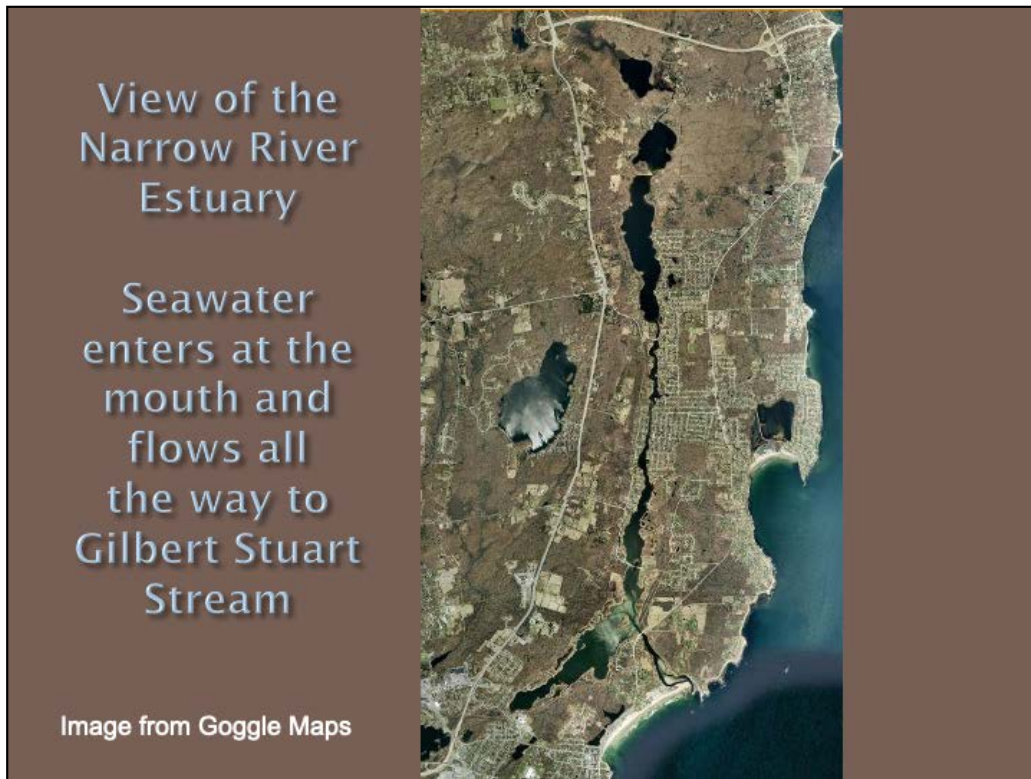 View of the
Narrow River
Estuary
Seawater
enters at the
mouth and
flows all
the way to
Gilbert Stuart
Stream
Image from Goggle Maps